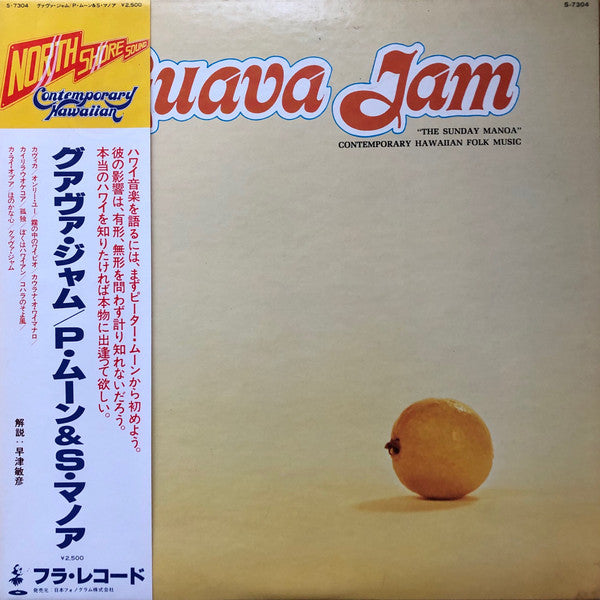 S-7304 グァヴァ・ジャム/P・ムーン&S・マノア ¥2,500
S-7304
NORTH SHORE SOUND
Contemporary
Hawaiian
uava Jam
"THE SUNDAY MANOA"
CONTEMPORARY HAWAIIAN FOLK MUSIC
ハワイ音楽を語るには、まずピーター・ムーンから初めよう。
彼の影響は、有形、無形を問わず計り知れないだろう。
本当のハワイを知りたければ本物に出逢って欲しい。
グァヴァ・ジャム/P・ムーン&S・マノア
カヴィカ/オンリー・ユー/霧の中のワイピオ/カウラナ・オ・ワイマナロ/
カイリラウオケコア/孤独/ぼくはハワイアン/コハラのそよ風/
カ・ライ・オプア/ほのかな心/グァヴァ・ジャム
解説:早津敏彦
¥2,500
フラ・レコード
発売元/日本フォノグラム株式会社